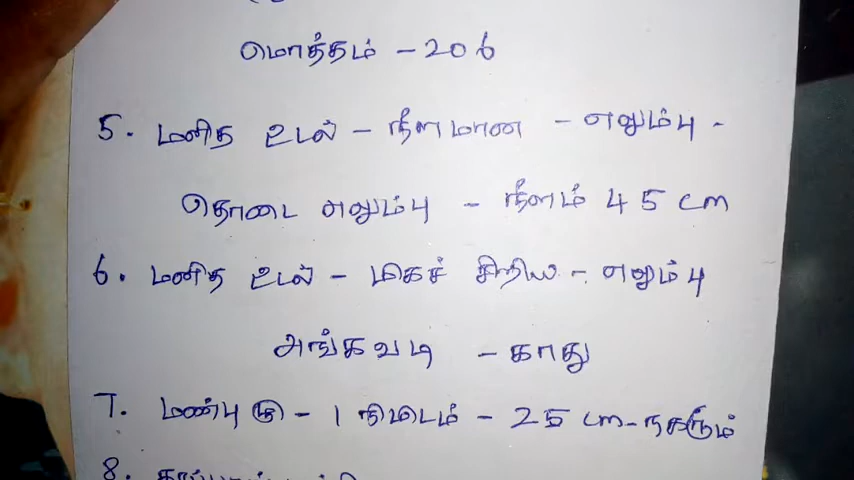 மொத்தம் - 206
5. மனித உடல் - நீளமான - எலும்பு -
தொடை எலும்பு - நீளம் 45 cm
6. மனித உடல் - மிகச் சிறிய - எலும்பு
அங்கவடி - காது
7. மண்புழு - 1 நிமிடம் - 25 cm - நகரும்
8.